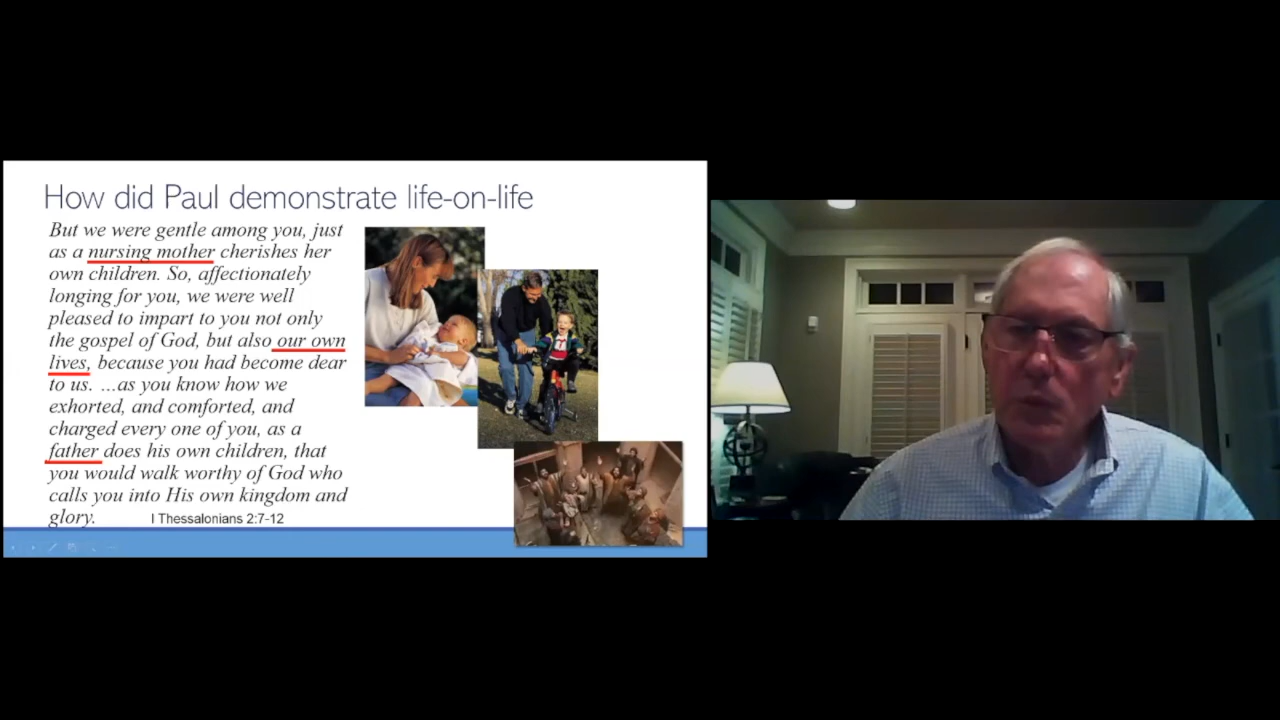 How did Paul demonstrate life-on-life
But we were gentle among you, just
as a nursing mother cherishes her
own children. So, affectionately
longing for you, we were well
pleased to impart to you not only
the gospel of God, but also our own
lives, because you had become dear
to us. …as you know how we
exhorted, and comforted, and
charged every one of you, as a
father does his own children, that
you would walk worthy of God who
calls you into His own kingdom and
glory. I Thessalonians 2:7-12